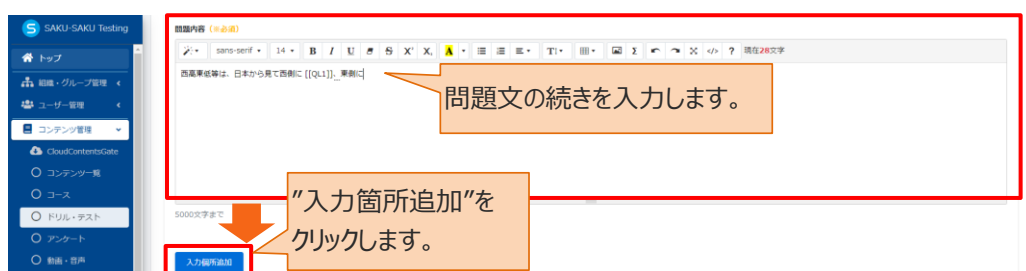 S SAKU-SAKU Testing
トップ
組織・グループ管理
ユーザー管理
コンテンツ管理
CloudContentsGate
コンテンツ一覧
コース
ドリル・テスト
アンケート
動画・音声
問題内容 (※必須)
sans-serif 14 B I U S X' X, A T! Σ </> ? 現在28文字
西高東低等は、日本から見て西側に [[QL1]]、東側に
問題文の続きを入力します。
5000文字まで
"入力箇所追加"を
クリックします。
入力個所追加